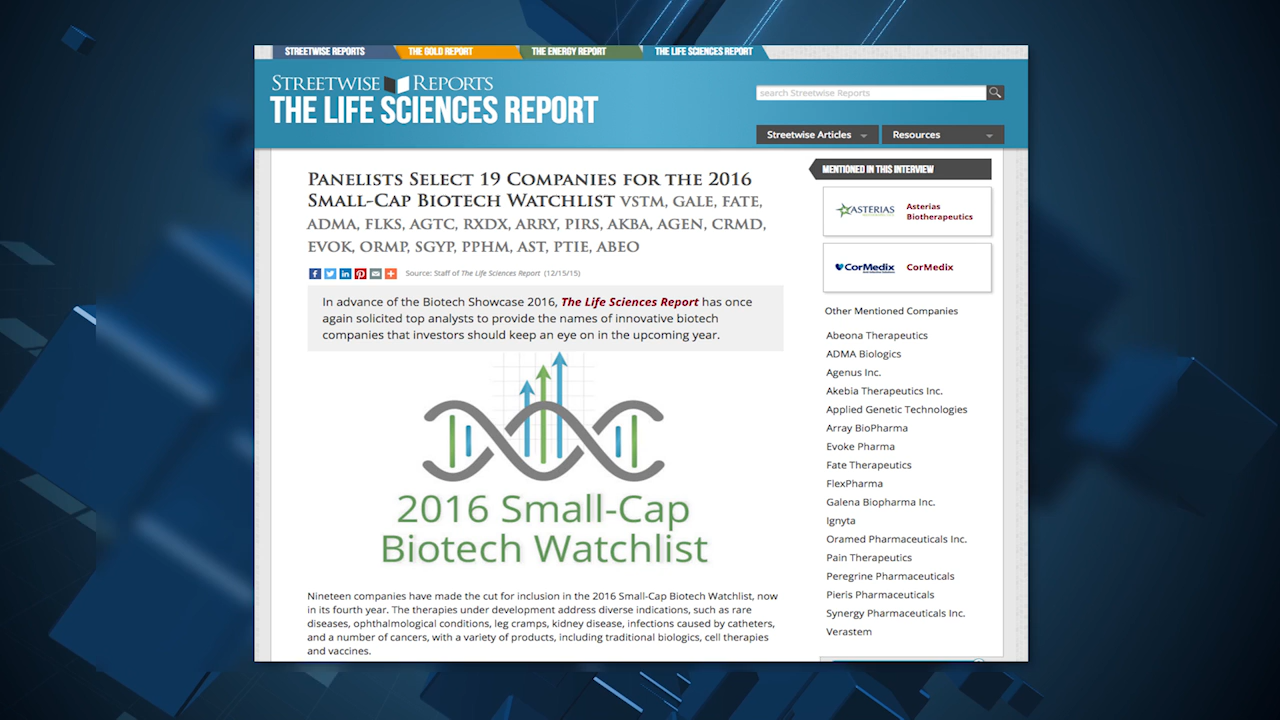 STREETWISE REPORTS
THE GOLD REPORT
THE ENERGY REPORT
THE LIFE SCIENCES REPORT
STREETWISE REPORTS
THE LIFE SCIENCES REPORT
search Streetwise Reports
Streetwise Articles
Resources
PANELISTS SELECT 19 COMPANIES FOR THE 2016
SMALL-CAP BIOTECH WATCHLIST VSTM, GALE, FATE,
ADMA, FLKS, AGTC, RXDX, ARRY, PIRS, AKBA, AGEN, CRMD,
EVOK, ORMP, SGYP, PPHM, AST, PTIE, ABEO
Source: Staff of The Life Sciences Report (12/15/15)
In advance of the Biotech Showcase 2016, The Life Sciences Report has once
again solicited top analysts to provide the names of innovative biotech
companies that investors should keep an eye on in the upcoming year.
2016 Small-Cap
Biotech Watchlist
Nineteen companies have made the cut for inclusion in the 2016 Small-Cap Biotech Watchlist, now
in its fourth year. The therapies under development address diverse indications, such as rare
diseases, ophthalmological conditions, leg cramps, kidney disease, infections caused by catheters,
and a number of cancers, with a variety of products, including traditional biologics, cell therapies
and vaccines.
MENTIONED IN THIS INTERVIEW
ASTERIAS
Asterias
Biotherapeutics
CorMedix
CorMedix
Other Mentioned Companies
Abeona Therapeutics
ADMA Biologics
Agenus Inc.
Akebia Therapeutics Inc.
Applied Genetic Technologies
Array BioPharma
Evoke Pharma
Fate Therapeutics
FlexPharma
Galena Biopharma Inc.
Ignyta
Oramed Pharmaceuticals Inc.
Pain Therapeutics
Peregrine Pharmaceuticals
Pieris Pharmaceuticals
Synergy Pharmaceuticals Inc.
Verastem